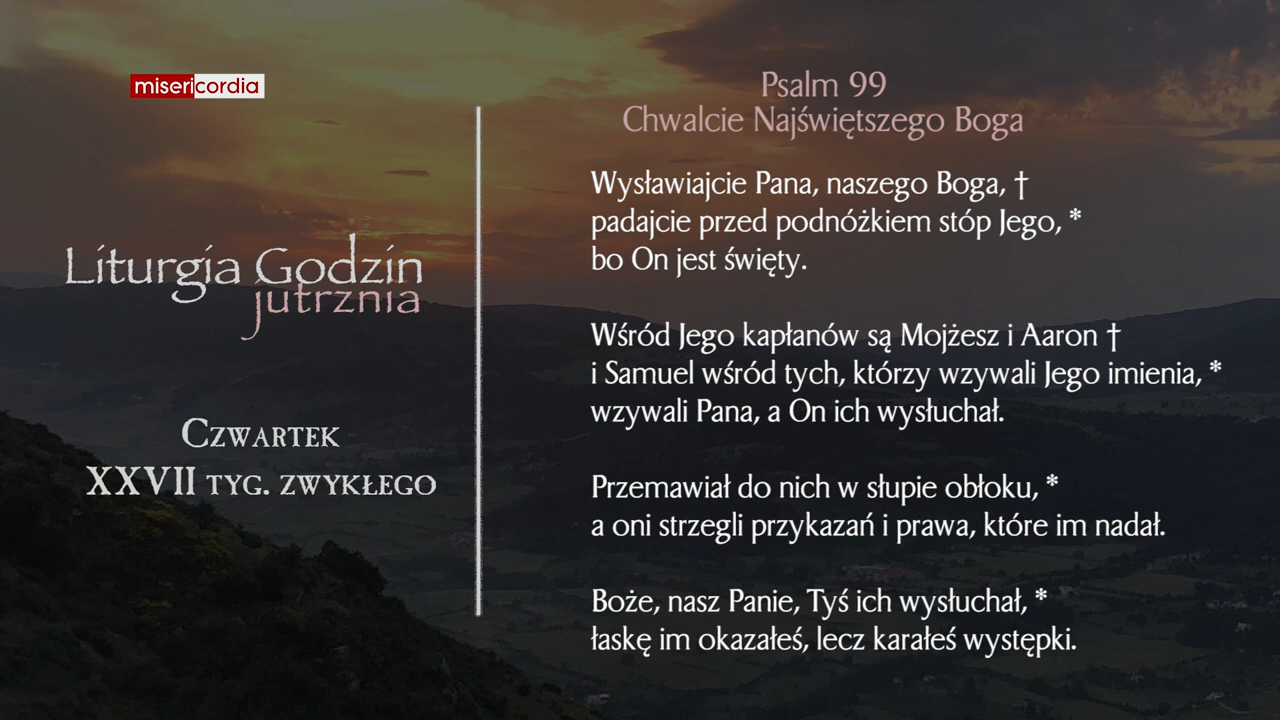 misericordia
Liturgia Godzin
jutrznia
Czwartek
XXVII tyg. zwykłego
Psalm 99
Chwalcie Najświętszego Boga
Wysławiajcie Pana, naszego Boga, †
padajcie przed podnóżkiem stóp Jego, *
bo On jest święty.
Wśród Jego kapłanów są Mojżesz i Aaron †
i Samuel wśród tych, którzy wzywali Jego imienia, *
wzywali Pana, a On ich wysłuchał.
Przemawiał do nich w słupie obłoku, *
a oni strzegli przykazań i prawa, które im nadał.
Boże, nasz Panie, Tyś ich wysłuchał, *
łaskę im okazałeś, lecz karałeś występki.